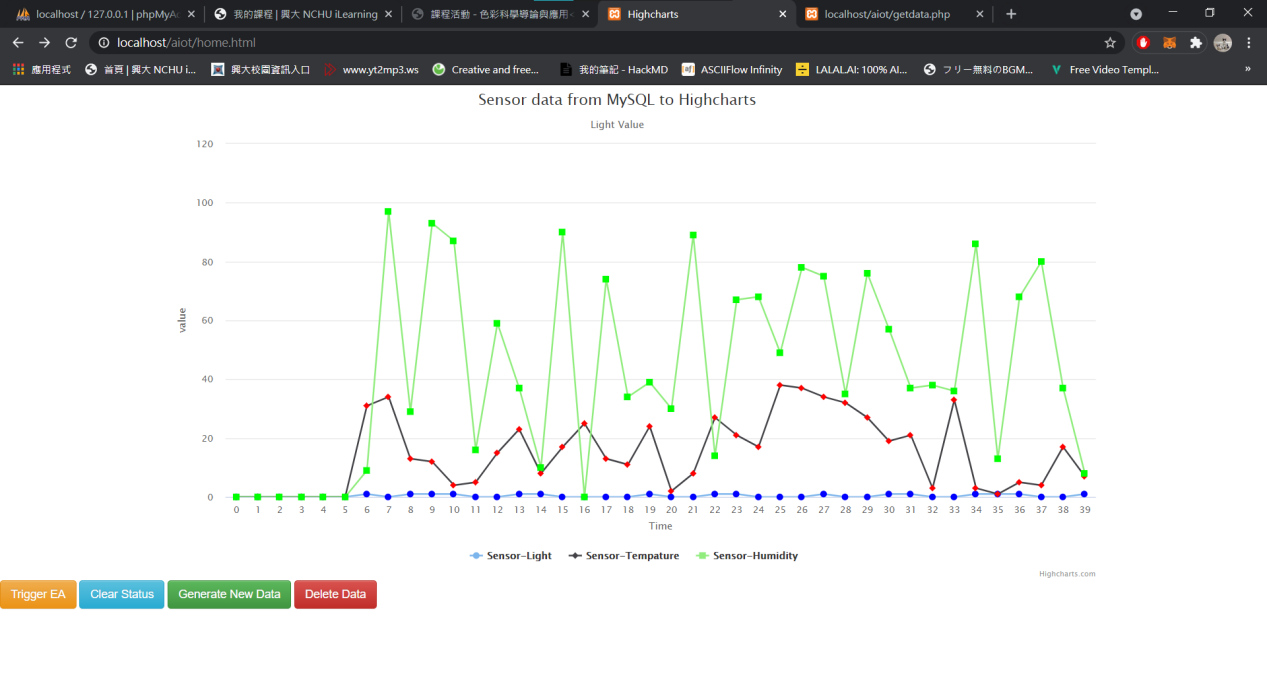 localhost / 127.0.0.1 | phpMyA
我的課程 | 興大 NCHU iLearning
課程活動 - 色彩科學導論與應用
Highcharts
localhost/aiot/getdata.php
localhost/aiot/home.html
應用程式
首頁 | 興大 NCHU i...
興大校園資訊入口
www.yt2mp3.ws
Creative and free...
我的筆記 - HackMD
ASCIIFlow Infinity
LALAL.AI: 100% AI...
フリー無料のBGM...
Free Video Templ...
»
Sensor data from MySQL to Highcharts
Light Value
120
100
80
60
40
20
0
value
0 1 2 3 4 5 6 7 8 9 10 11 12 13 14 15 16 17 18 19 20 21 22 23 24 25 26 27 28 29 30 31 32 33 34 35 36 37 38 39
Time
Sensor-Light Sensor-Tempature Sensor-Humidity
Highcharts.com
Trigger EA Clear Status Generate New Data Delete Data